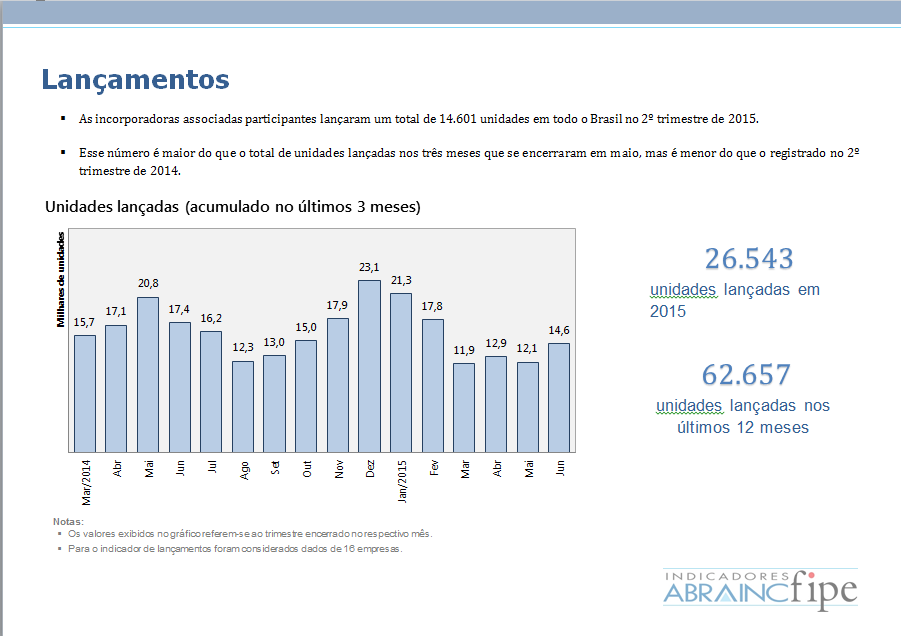 Lançamentos
▪ As incorporadoras associadas participantes lançaram um total de 14.601 unidades em todo o Brasil no 2º trimestre de 2015.
▪ Esse número é maior do que o total de unidades lançadas nos três meses que se encerraram em maio, mas é menor do que o registrado no 2º
trimestre de 2014.
Unidades lançadas (acumulado no últimos 3 meses)
Milhares de unidades
15,7 17,1 20,8 17,4 16,2 12,3 13,0 15,0 17,9 23,1 21,3 17,8 11,9 12,9 12,1 14,6
Mar/2014 Abr Mai Jun Jul Ago Set Out Nov Dez Jan/2015 Fev Mar Abr Mai Jun
26.543
unidades lançadas em
2015
62.657
unidades lançadas nos
últimos 12 meses
Notas:
▪ Os valores exibidos no gráfico referem-se ao trimestre encerrado no respectivo mês.
▪ Para o indicador de lançamentos foram considerados dados de 16 empresas.
INDICADORES
ABRAINC fipe